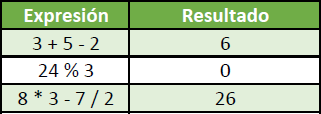 Expresión Resultado
3 + 5 - 2 6
24 % 3 0
8 * 3 - 7 / 2 26